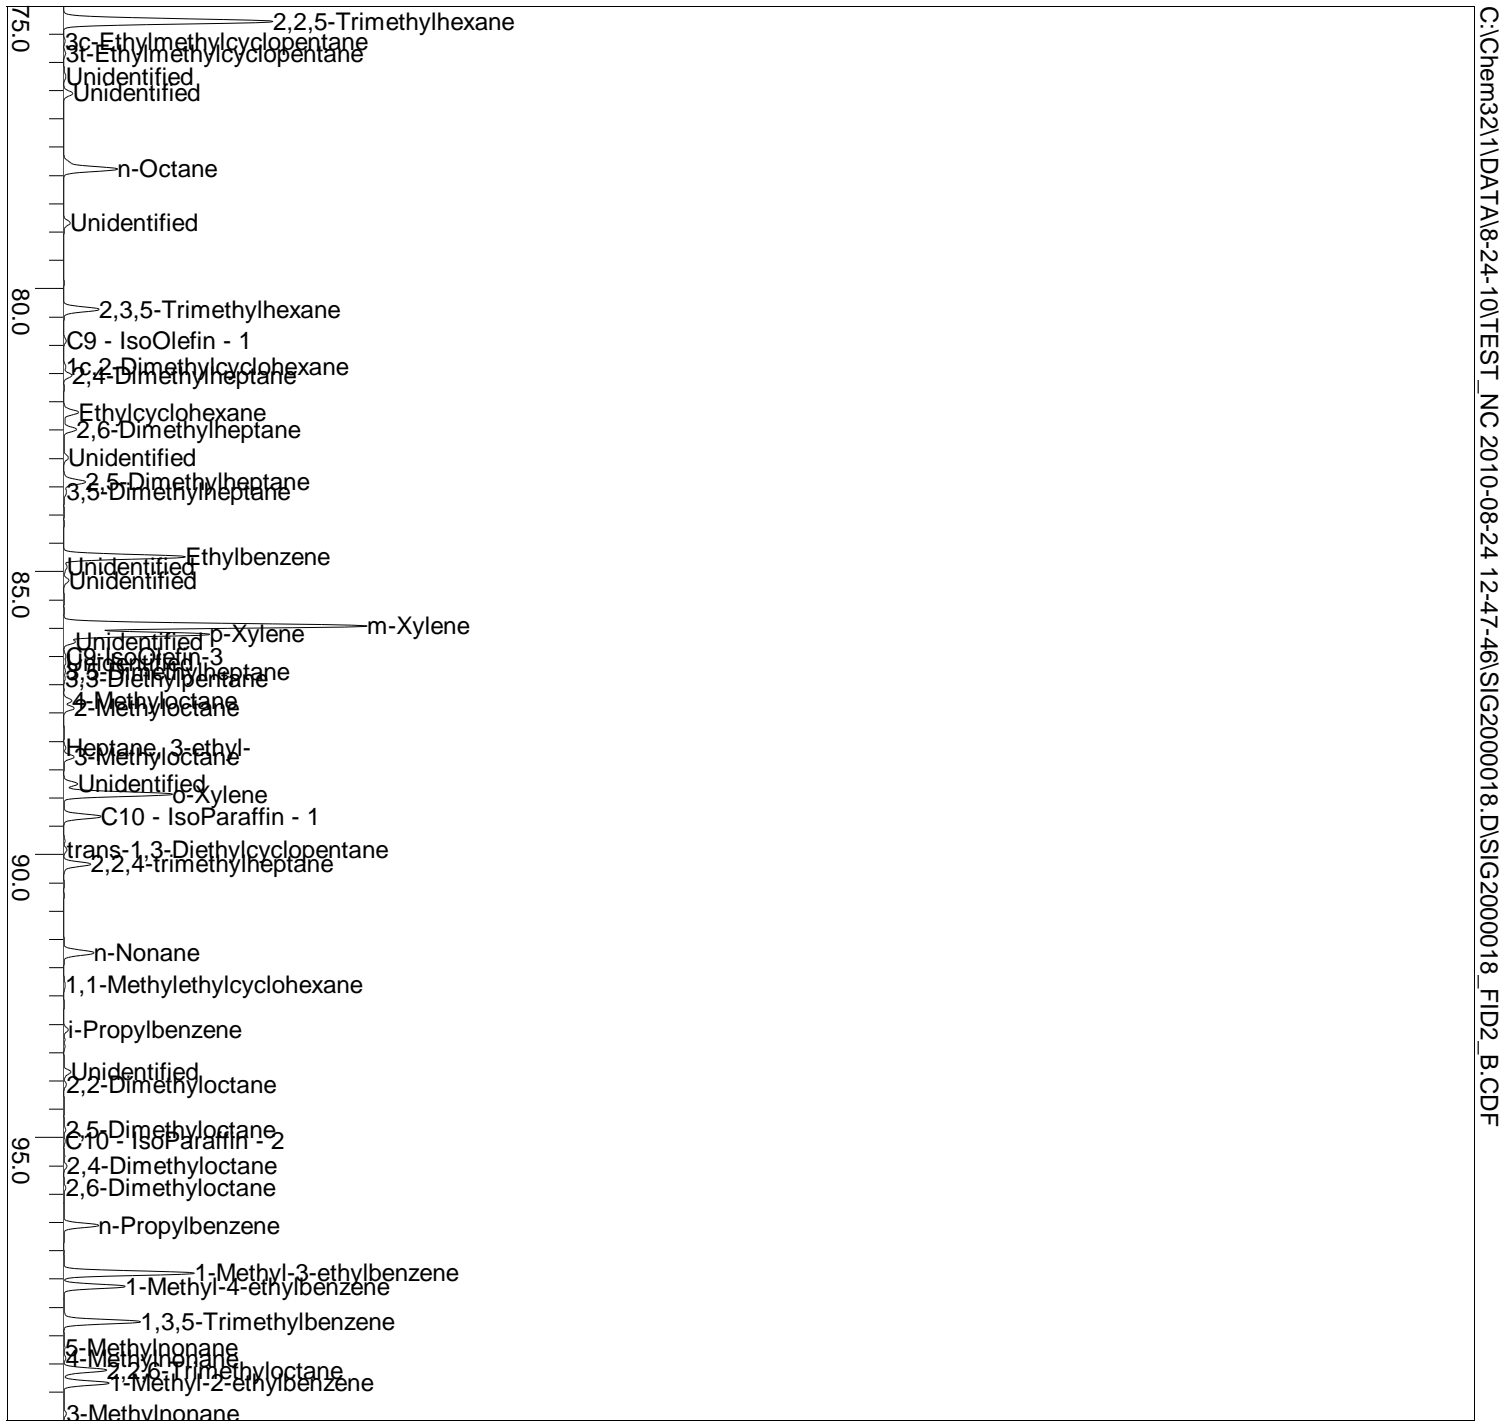 C:\Chem32\1\DATA\8-24-10\TEST_NC 2010-08-24 12-47-46\SIG2000018.D\SIG2000018_FID2_B.CDF
75.0
2,2,5-Trimethylhexane
3c-Ethylmethylcyclopentane
3t-Ethylmethylcyclopentane
Unidentified
Unidentified
n-Octane
Unidentified
80.0
2,3,5-Trimethylhexane
C9 - IsoOlefin - 1
1c,2-Dimethylcyclohexane
2,4-Dimethylheptane
Ethylcyclohexane
2,6-Dimethylheptane
Unidentified
2,5-Dimethylheptane
3,5-Dimethylheptane
Ethylbenzene
Unidentified
85.0
Unidentified
m-Xylene
p-Xylene
Unidentified
C9-IsoOlefin-3
Unidentified
3,3-Diethylpentane
4-Methyloctane
2-Methyloctane
Heptane, 3-ethyl-
3-Methyloctane
Unidentified
o-Xylene
C10 - IsoParaffin - 1
trans-1,3-Diethylcyclopentane
90.0
2,2,4-trimethylheptane
n-Nonane
1,1-Methylethylcyclohexane
i-Propylbenzene
Unidentified
2,2-Dimethyloctane
2,5-Dimethyloctane
C10 - IsoParaffin - 2
95.0
2,4-Dimethyloctane
2,6-Dimethyloctane
n-Propylbenzene
1-Methyl-3-ethylbenzene
1-Methyl-4-ethylbenzene
1,3,5-Trimethylbenzene
5-Methylnonane
4-Methylnonane
2,2,6-Trimethyloctane
1-Methyl-2-ethylbenzene
3-Methylnonane